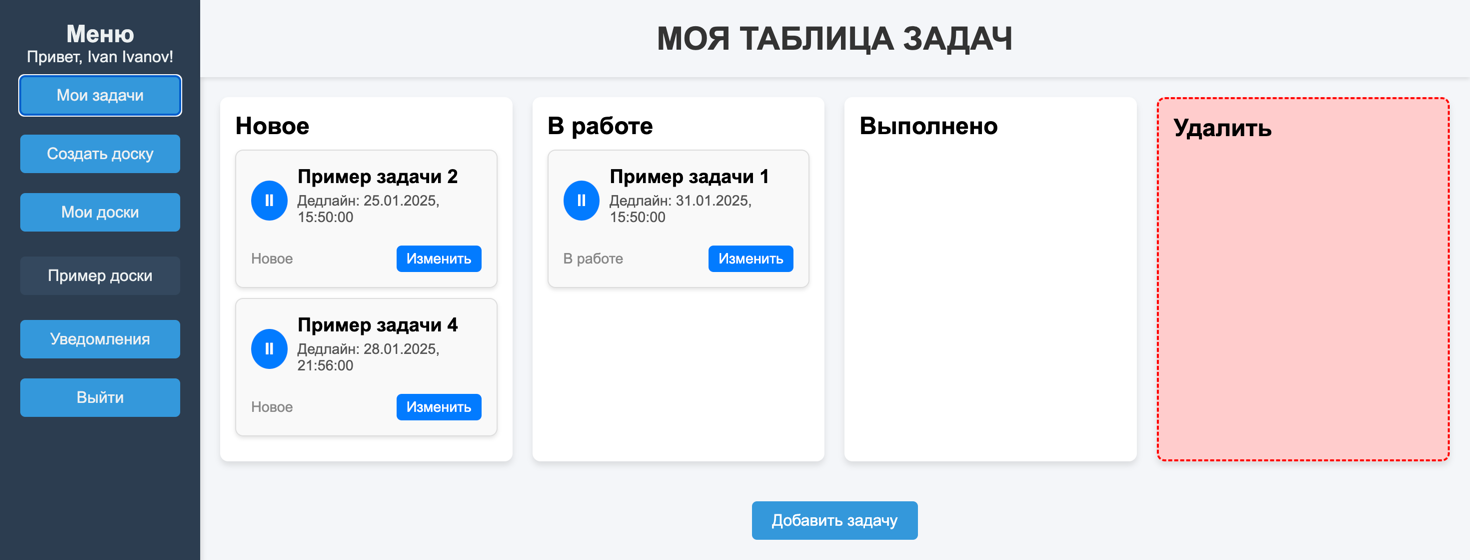 Меню
Привет, Ivan Ivanov!
Мои задачи
Создать доску
Мои доски
Пример доски
Уведомления
Выйти
МОЯ ТАБЛИЦА ЗАДАЧ
Новое
Пример задачи 2
Дедлайн: 25.01.2025,
15:50:00
Новое
Изменить
Пример задачи 4
Дедлайн: 28.01.2025,
21:56:00
Новое
Изменить
В работе
Пример задачи 1
Дедлайн: 31.01.2025,
15:50:00
В работе
Изменить
Выполнено
Удалить
Добавить задачу